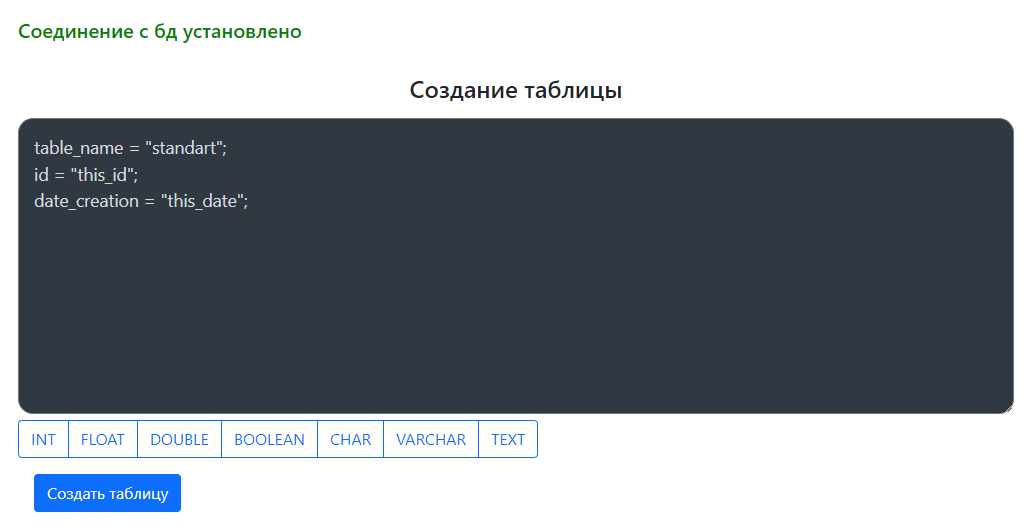 Соединение с бд установлено
Создание таблицы
table_name = "standart";
id = "this_id";
date_creation = "this_date";
INT FLOAT DOUBLE BOOLEAN CHAR VARCHAR TEXT
Создать таблицу